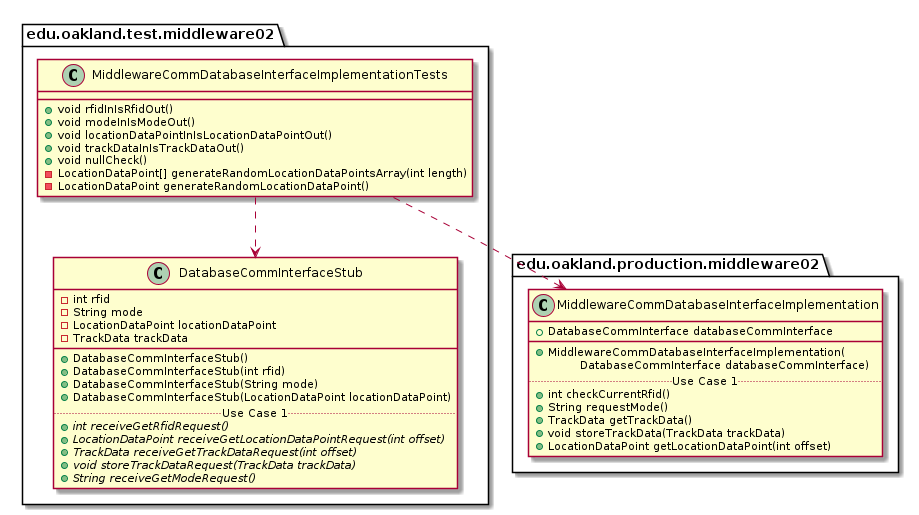 edu.oakland.test.middleware02
C MiddlewareCommDatabaseInterfaceImplementationTests
void rfidInIsRfidOut()
void modeInIsModeOut()
void locationDataPointInIsLocationDataPointOut()
void trackDataInIsTrackDataOut()
void nullCheck()
LocationDataPoint[] generateRandomLocationDataPointsArray(int length)
LocationDataPoint generateRandomLocationDataPoint()
C DatabaseCommInterfaceStub
int rfid
String mode
LocationDataPoint locationDataPoint
TrackData trackData
DatabaseCommInterfaceStub()
DatabaseCommInterfaceStub(int rfid)
DatabaseCommInterfaceStub(String mode)
DatabaseCommInterfaceStub(LocationDataPoint locationDataPoint)
Use Case 1
int receiveGetRfidRequest()
LocationDataPoint receiveGetLocationDataPointRequest(int offset)
TrackData receiveGetTrackDataRequest(int offset)
void storeTrackDataRequest(TrackData trackData)
String receiveGetModeRequest()
edu.oakland.production.middleware02
C MiddlewareCommDatabaseInterfaceImplementation
DatabaseCommInterface databaseCommInterface
MiddlewareCommDatabaseInterfaceImplementation(
DatabaseCommInterface databaseCommInterface)
Use Case 1
int checkCurrentRfid()
String requestMode()
TrackData getTrackData()
void storeTrackData(TrackData trackData)
LocationDataPoint getLocationDataPoint(int offset)